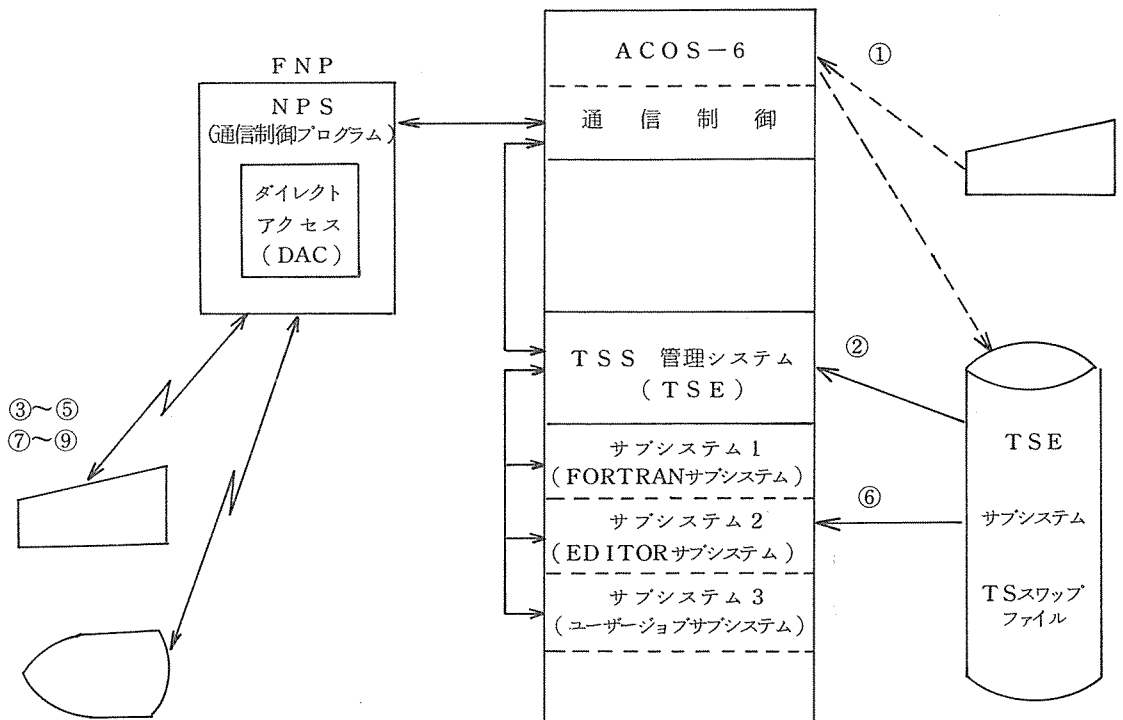 FNP
NPS
(通信制御プログラム)
ダイレクト
アクセス
(DAC)
③～⑤
⑦～⑨
ACOS-6
通信制御
TSS 管理システム
(TSE)
サブシステム1
(FORTRANサブシステム)
サブシステム2
(EDITORサブシステム)
サブシステム3
(ユーザージョブサブシステム)
①
②
⑥
TSE
サブシステム
TSスワップ
ファイル